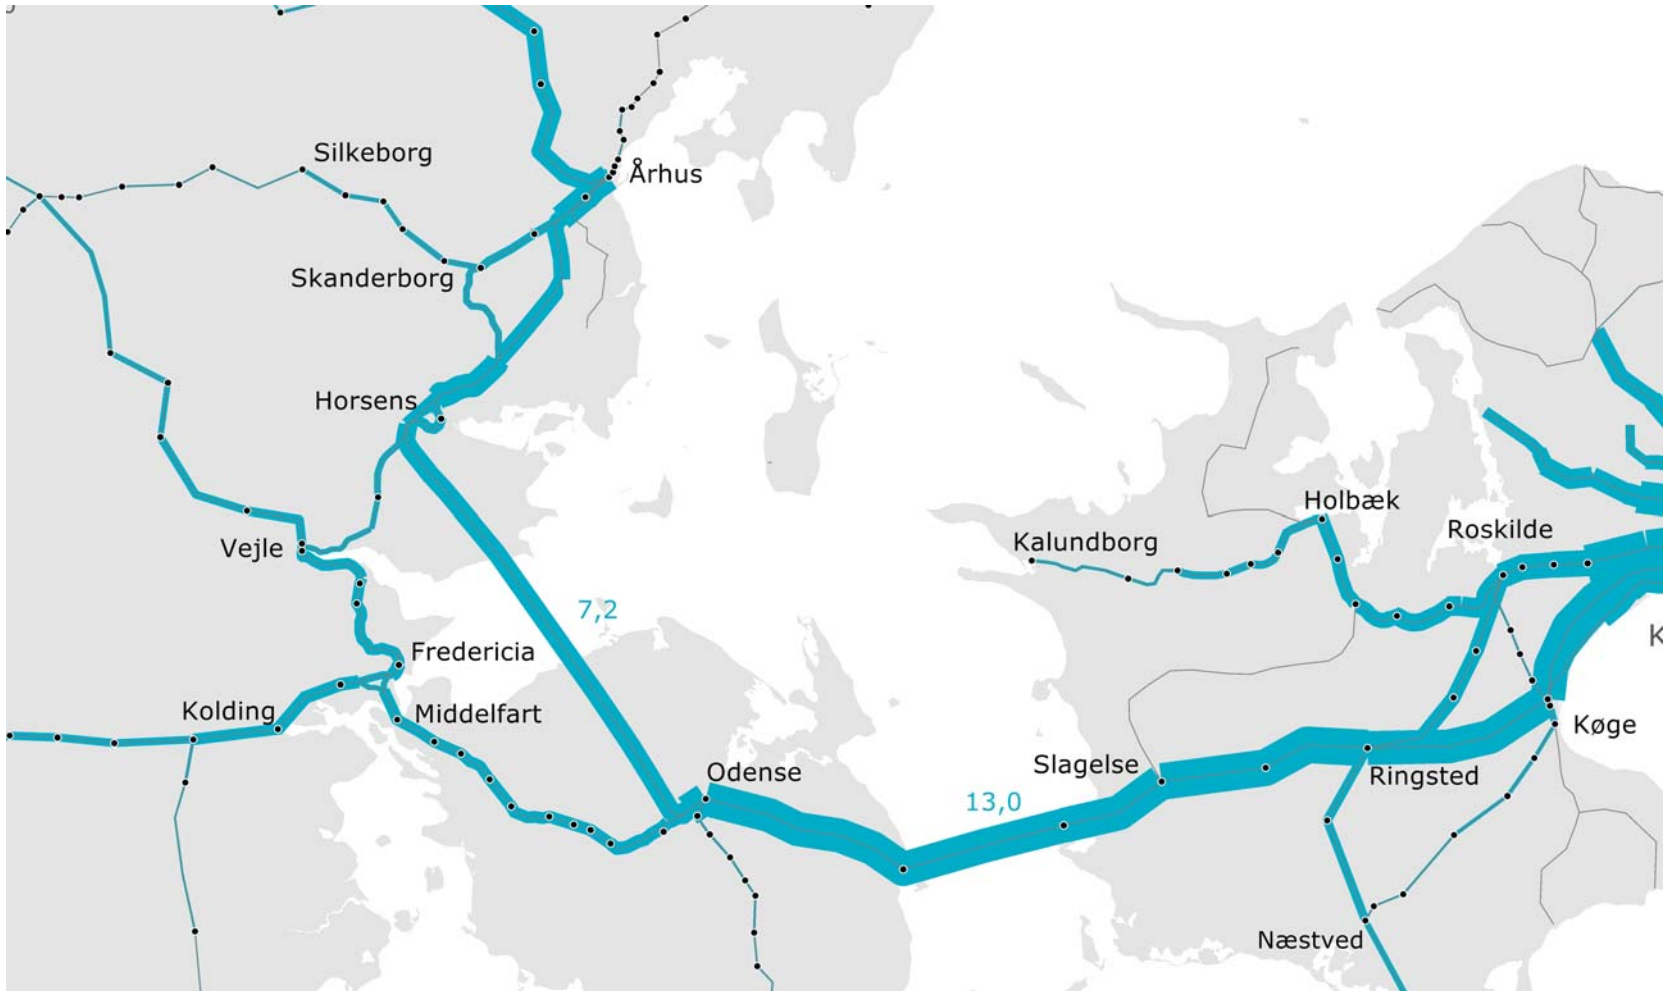 Silkeborg
Århus
Skanderborg
Horsens
Holbæk
Roskilde
Kalundborg
Vejle
7,2
Fredericia
K
Kolding
Middelfart
Køge
Odense
Slagelse
Ringsted
13,0
Næstved